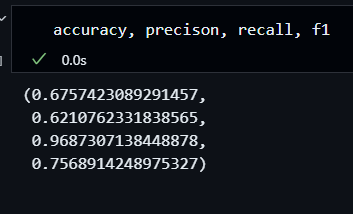 accuracy, precison, recall, f1
0.0s
(0.6757423089291457,
0.6210762331838565,
0.9687307138448878,
0.7568914248975327)